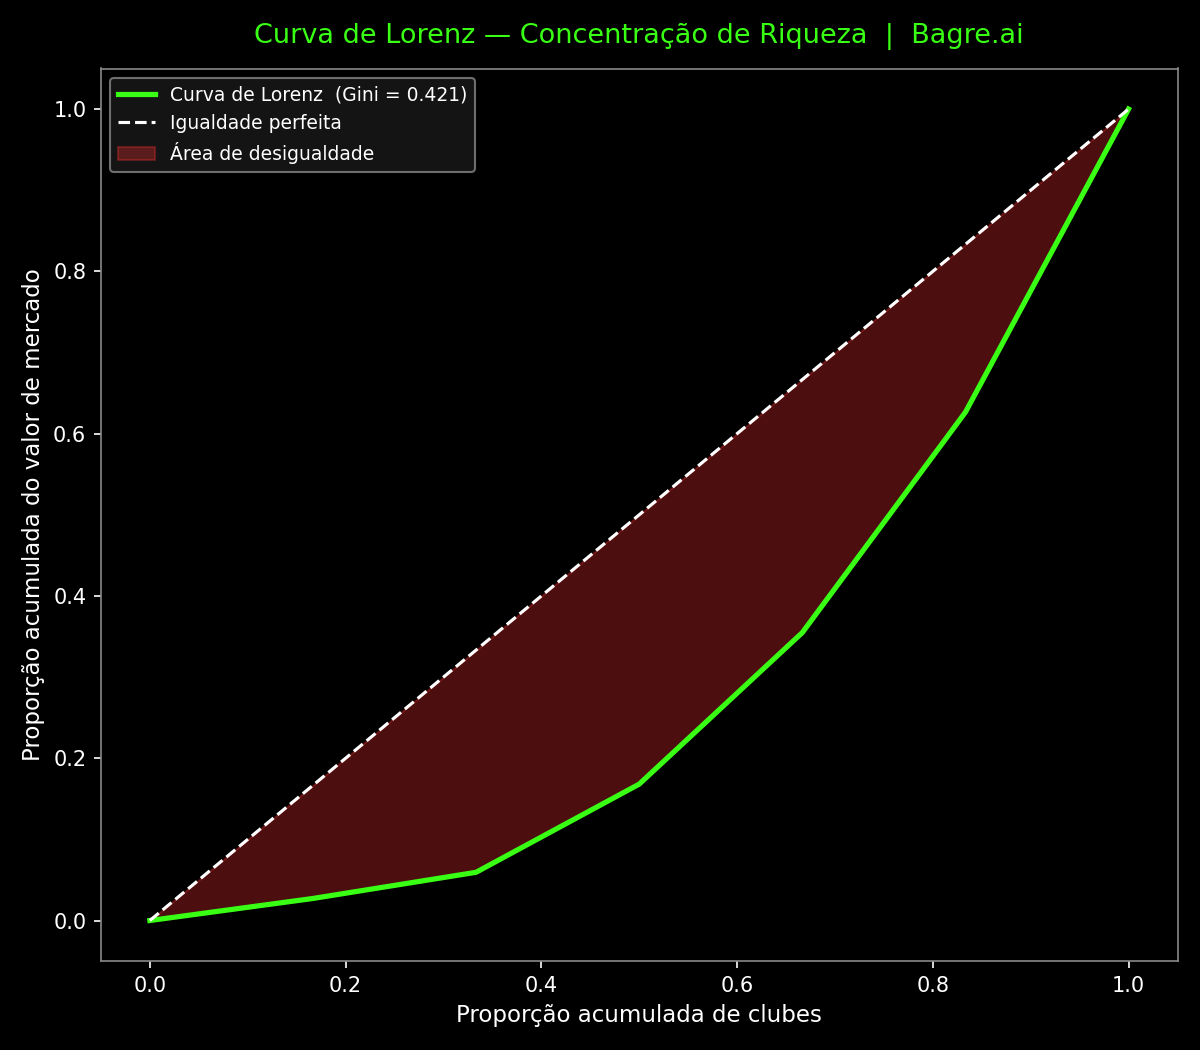 Curva de Lorenz — Concentração de Riqueza | Bagre.ai
Curva de Lorenz (Gini = 0.421)
Igualdade perfeita
Área de desigualdade
Proporção acumulada do valor de mercado
1.0
0.8
0.6
0.4
0.2
0.0
0.0 0.2 0.4 0.6 0.8 1.0
Proporção acumulada de clubes